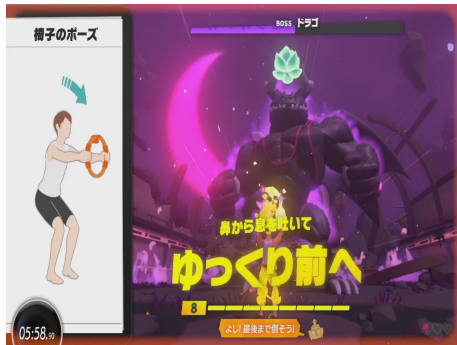 椅子のポーズ
BOSS ドラゴ
鼻から息を吐いて
ゆっくり前へ
8
よし！最後まで倒そう！
05:58.90